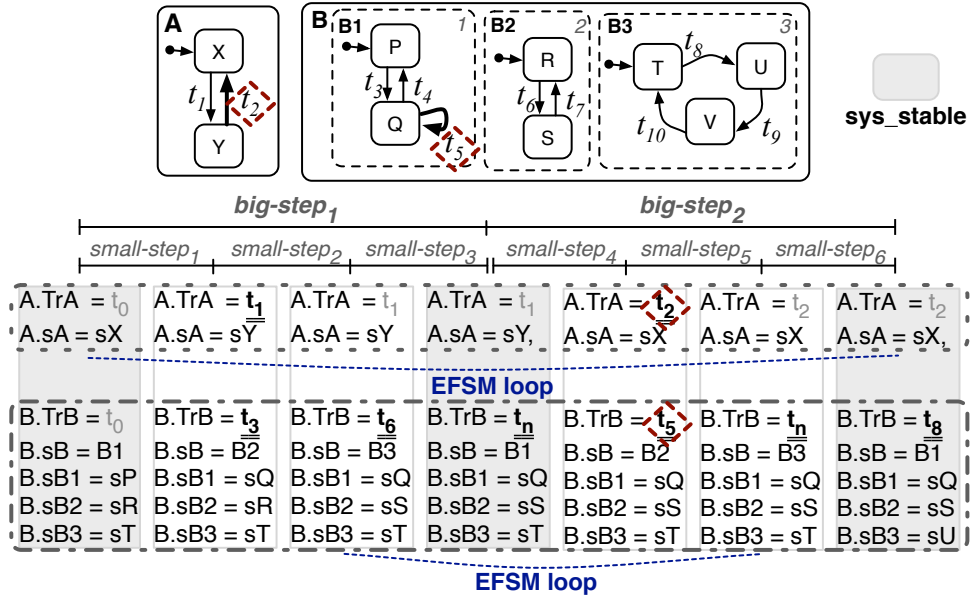 A
X
t1
t2
Y
B
B1
1
P
t3
t4
Q
t5
B2
2
R
t6
t7
S
B3
3
T
t8
U
V
t10
t9
sys_stable
big-step1
big-step2
small-step1
small-step2
small-step3
small-step4
small-step5
small-step6
A.TrA = t0
A.TrA = t1
A.TrA = t1
A.TrA = t1
A.TrA = t2
A.TrA = t2
A.TrA = t2
A.sA = sX
A.sA = sY
A.sA = sY
A.sA = sY,
A.sA = sX
A.sA = sX
A.sA = sX,
EFSM loop
B.TrB = t0
B.TrB = t3
B.TrB = t6
B.TrB = tn
B.TrB = t5
B.TrB = tn
B.TrB = t8
B.sB = B1
B.sB = B2
B.sB = B3
B.sB = B1
B.sB = B2
B.sB = B3
B.sB = B1
B.sB1 = sP
B.sB1 = sQ
B.sB1 = sQ
B.sB1 = sQ
B.sB1 = sQ
B.sB1 = sQ
B.sB1 = sQ
B.sB2 = sR
B.sB2 = sR
B.sB2 = sS
B.sB2 = sS
B.sB2 = sS
B.sB2 = sS
B.sB2 = sS
B.sB3 = sT
B.sB3 = sT
B.sB3 = sT
B.sB3 = sT
B.sB3 = sT
B.sB3 = sT
B.sB3 = sU
EFSM loop